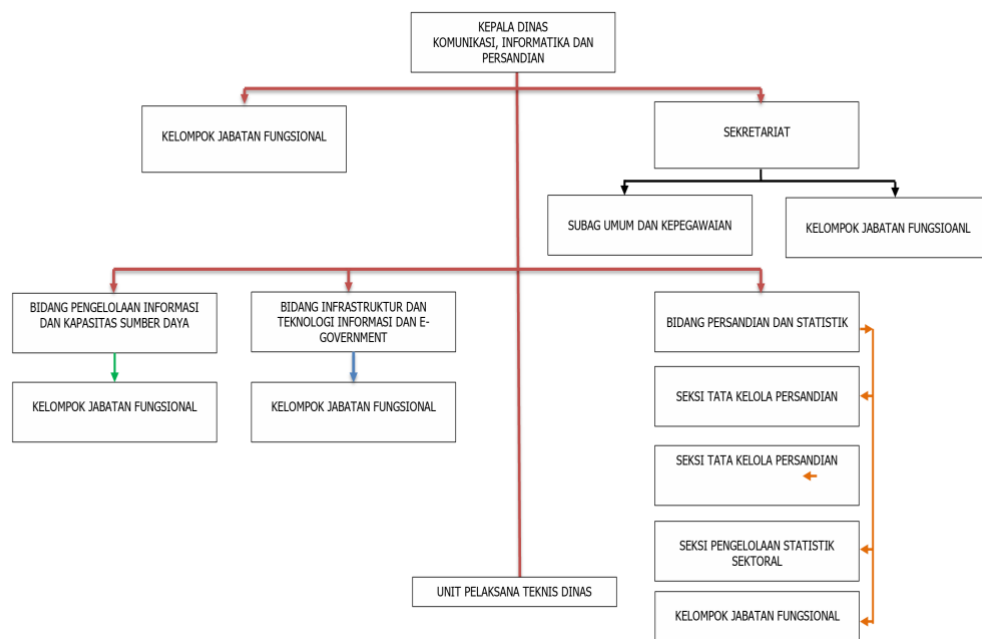 KEPALA DINAS
KOMUNIKASI, INFORMATIKA DAN
PERSANDIAN
KELOMPOK JABATAN FUNGSIONAL
SEKRETARIAT
SUBAG UMUM DAN KEPEGAWAIAN
KELOMPOK JABATAN FUNGSIOANL
BIDANG PENGELOLAAN INFORMASI
DAN KAPASITAS SUMBER DAYA
BIDANG INFRASTRUKTUR DAN
TEKNOLOGI INFORMASI DAN E-
GOVERNMENT
BIDANG PERSANDIAN DAN STATISTIK
KELOMPOK JABATAN FUNGSIONAL
KELOMPOK JABATAN FUNGSIONAL
SEKSI TATA KELOLA PERSANDIAN
SEKSI TATA KELOLA PERSANDIAN
SEKSI PENGELOLAAN STATISTIK
SEKTORAL
UNIT PELAKSANA TEKNIS DINAS
KELOMPOK JABATAN FUNGSIONAL